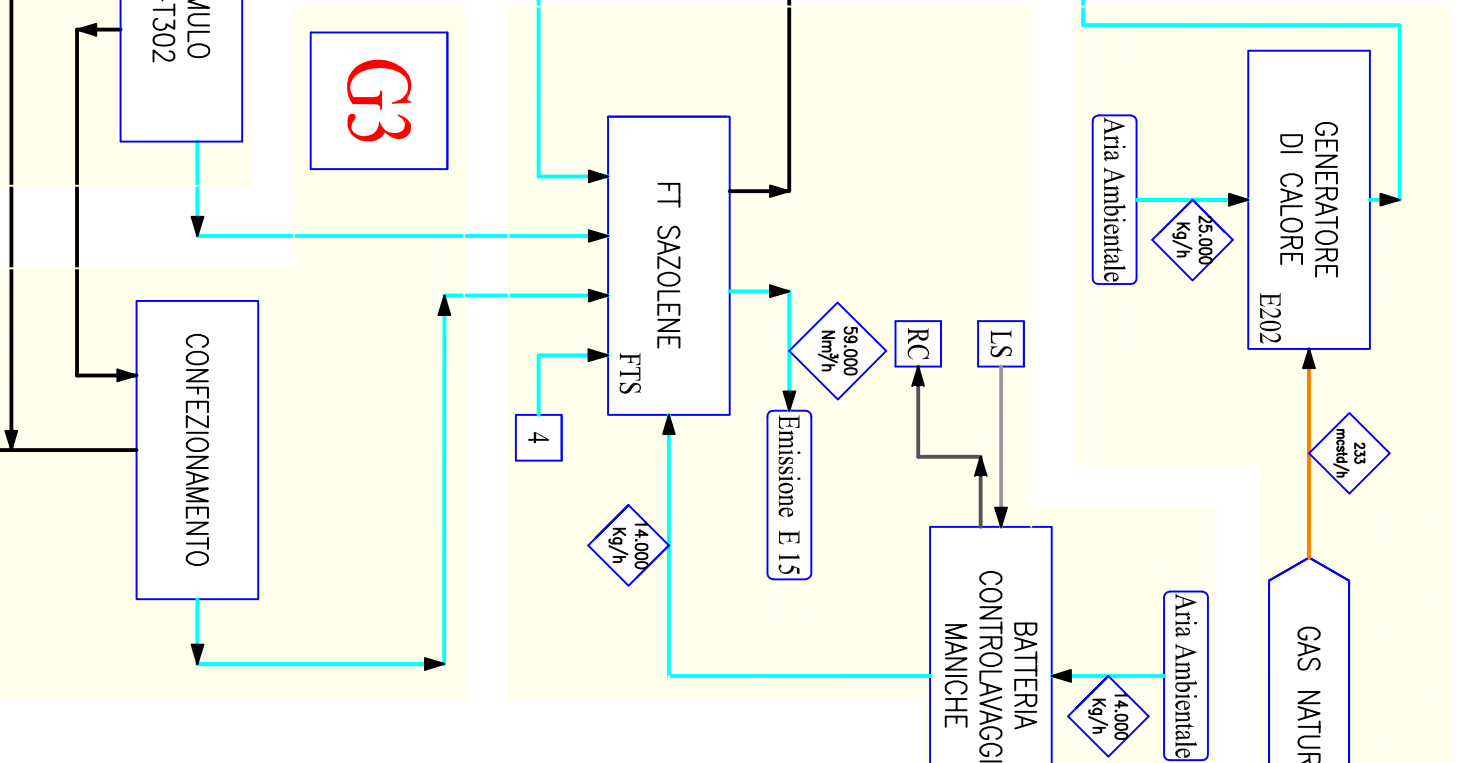 GENERATORE
DI CALORE
E202
Aria Ambientale
25.000
Kg/h
233
mcstd/h
GAS NATUR
Aria Ambientale
14.000
Kg/h
LS
RC
BATTERIA
CONTROLAVAGGI
MANICHE
59.000
Nm³/h
Emissione E 15
FT SAZOLENE
FTS
4
14.000
Kg/h
G3
MULO
T302
CONFEZIONAMENTO